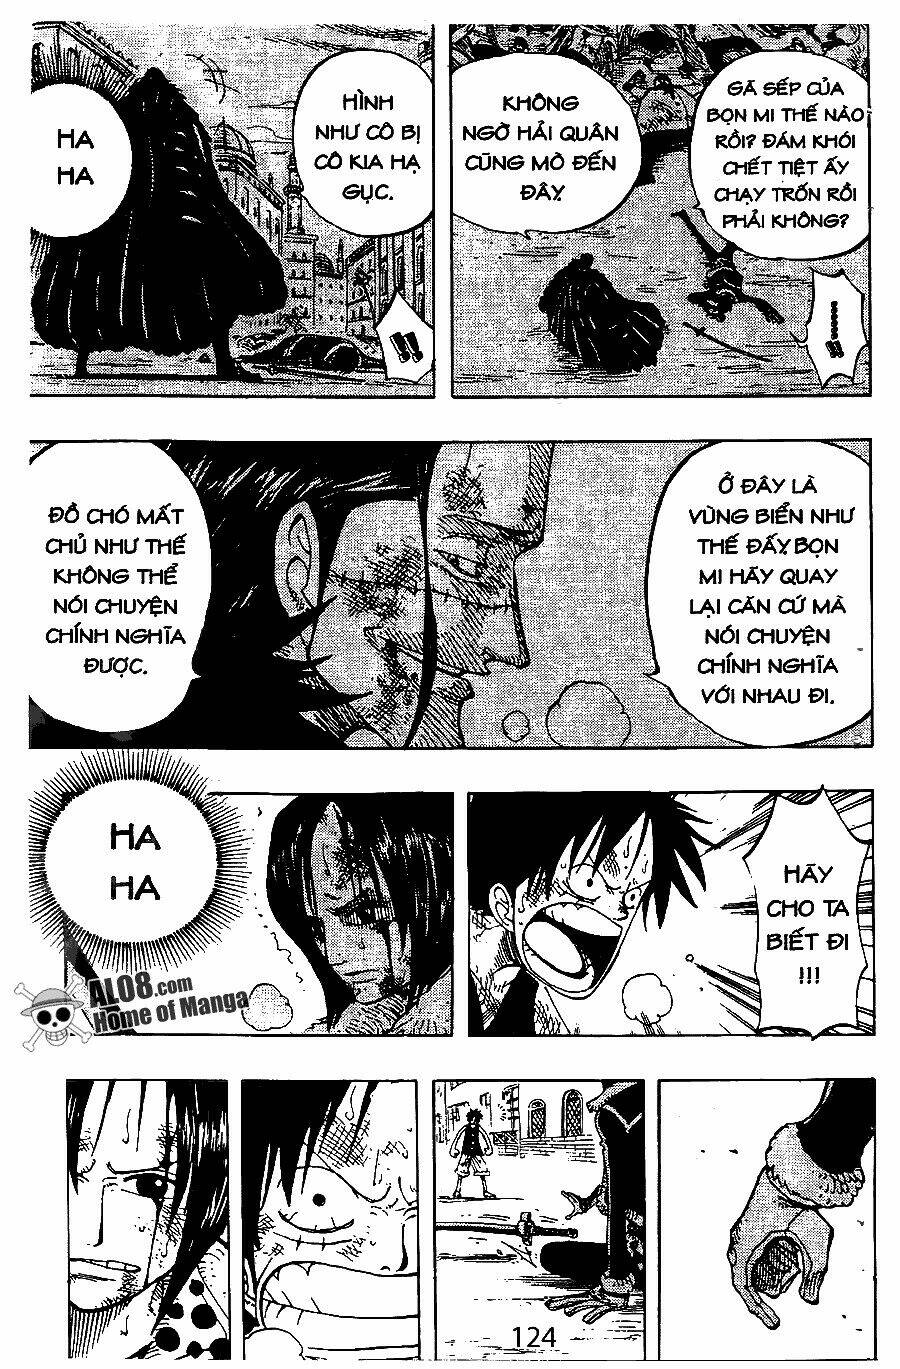 GÃ SẾP CỦA
BỌN MI THẾ NÀO
RỒI? ĐÁM KHÓI
CHẾT TIỆT ẤY
CHẠY TRỐN RỒI
PHẢI KHÔNG?
KHÔNG
NGỜ HẢI QUÂN
CŨNG MÒ ĐẾN
ĐÂY.
..........!!
HÌNH
NHƯ CÔ BỊ
CÔ KIA HẠ
GỤC.
HA
HA
!!
Ở ĐÂY LÀ
VÙNG BIỂN NHƯ
THẾ ĐẤY. BỌN
MI HÃY QUAY
LẠI CĂN CỨ MÀ
NÓI CHUYỆN
CHÍNH NGHĨA
VỚI NHAU ĐI.
ĐỒ CHÓ MẤT
CHỦ NHƯ THẾ
KHÔNG THỂ
NÓI CHUYỆN
CHÍNH NGHĨA
ĐƯỢC.
HÃY
CHO TA
BIẾT ĐI
!!!
HA
HA
AL08.com
Home of Manga
124